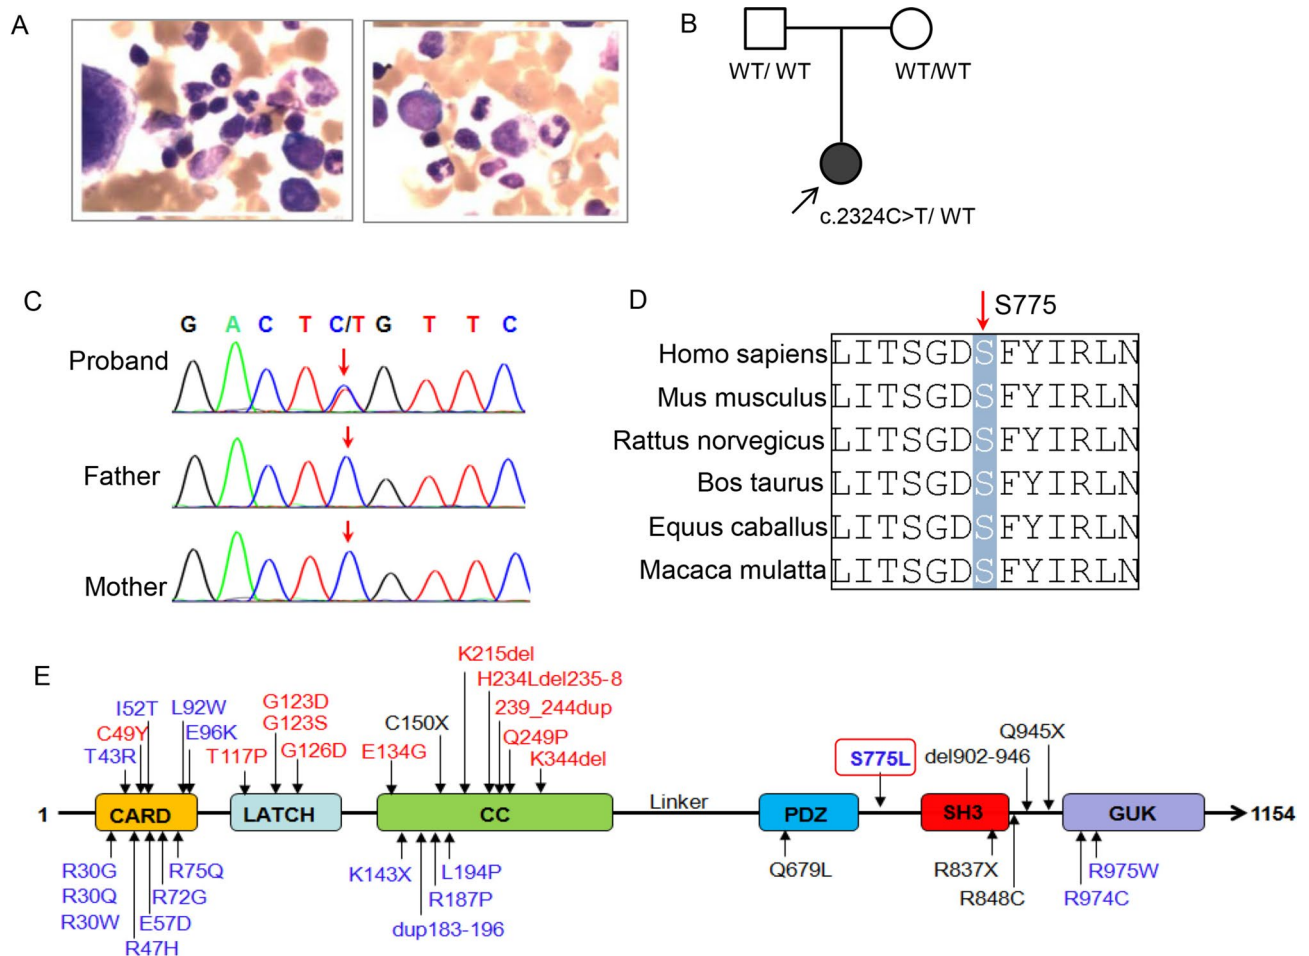 A
B
WT/ WT
WT/WT
c.2324C>T/ WT
C
G A C T C/T G T T C
Proband
Father
Mother
D
S775
Homo sapiens LITSGDSFYIRLN
Mus musculus LITSGDSFYIRLN
Rattus norvegicus LITSGDSFYIRLN
Bos taurus LITSGDSFYIRLN
Equus caballus LITSGDSFYIRLN
Macaca mulatta LITSGDSFYIRLN
E
K215del
H234Ldel235-8
I52T L92W G123D 239_244dup
C49Y E96K G123S C150X Q249P Q945X
T43R T117P G126D E134G K344del S775L del902-946
1 CARD LATCH CC Linker PDZ SH3 GUK 1154
R30G R75Q K143X L194P Q679L R837X R975W
R30Q R72G R187P R848C R974C
R30W E57D dup183-196
R47H